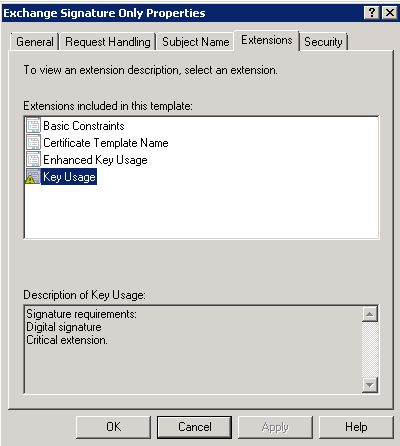 Exchange Signature Only Properties
General Request Handling Subject Name Extensions Security
To view an extension description, select an extension.
Extensions included in this template:
Basic Constraints
Certificate Template Name
Enhanced Key Usage
Key Usage
Description of Key Usage:
Signature requirements:
Digital signature
Critical extension.
OK Cancel Apply Help